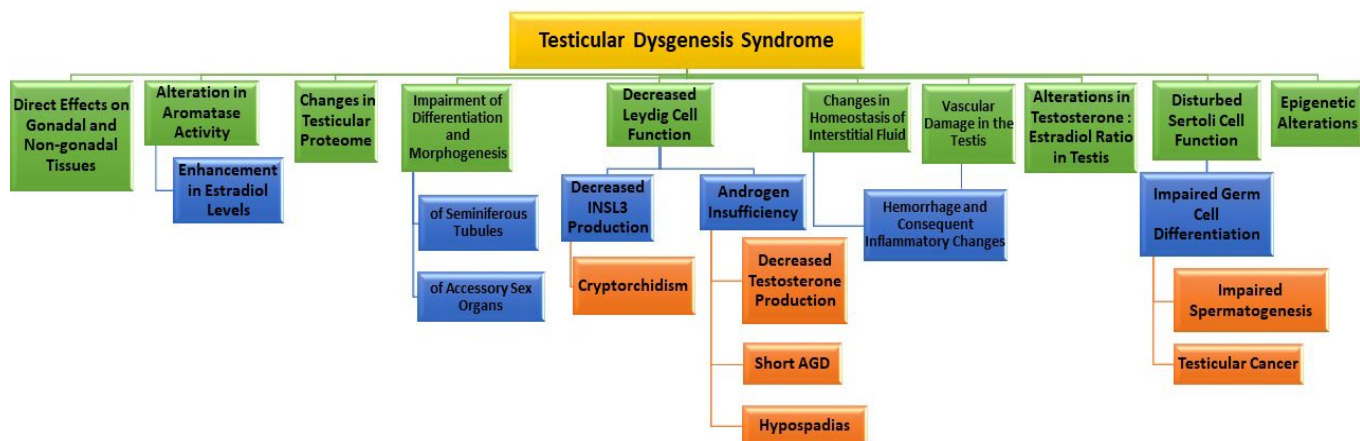 Testicular Dysgenesis Syndrome
Direct Effects on
Gonadal and
Non-gonadal
Tissues
Alteration in
Aromatase
Activity
Enhancement
in Estradiol
Levels
Changes in
Testicular
Proteome
Impairment of
Differentiation
and
Morphogenesis
of Seminiferous
Tubules
of Accessory Sex
Organs
Decreased
Leydig Cell
Function
Decreased
INSL3
Production
Cryptorchidism
Androgen
Insufficiency
Decreased
Testosterone
Production
Short AGD
Hypospadias
Changes in
Homeostasis of
Interstitial Fluid
Vascular
Damage in the
Testis
Hemorrhage and
Consequent
Inflammatory Changes
Alterations in
Testosterone :
Estradiol Ratio
in Testis
Disturbed
Sertoli Cell
Function
Impaired Germ
Cell
Differentiation
Impaired
Spermatogenesis
Testicular Cancer
Epigenetic
Alterations